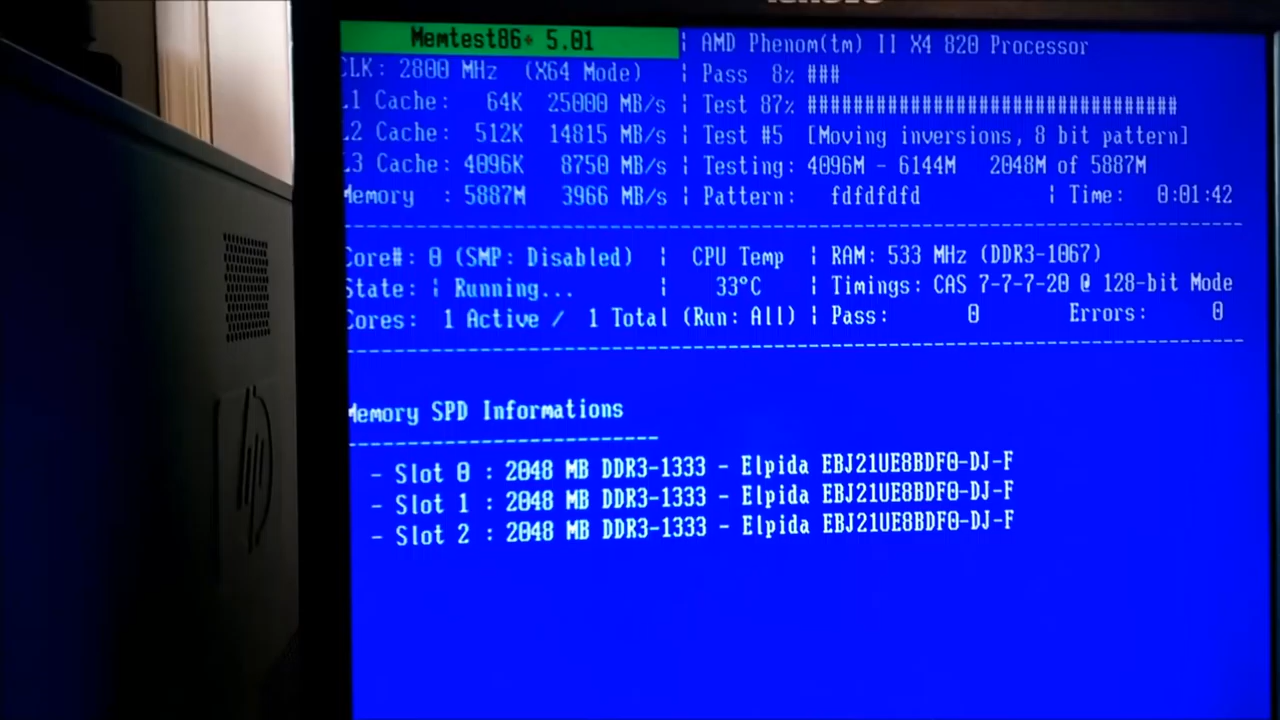 Memtest86+ 5.01 | AMD Phenom(tm) II X4 820 Processor
CLK: 2800 MHz (X64 Mode) | Pass 8% ###
L1 Cache: 64K 25000 MB/s | Test 87% ################################
L2 Cache: 512K 14815 MB/s | Test #5 [Moving inversions, 8 bit pattern]
L3 Cache: 4096K 8750 MB/s | Testing: 4096M - 6144M 2048M of 5887M
Memory : 5887M 3966 MB/s | Pattern: fdfdfdfd | Time: 0:01:42
Core#: 0 (SMP: Disabled) | CPU Temp | RAM: 533 MHz (DDR3-1067)
State: | Running... | 33°C | Timings: CAS 7-7-7-20 @ 128-bit Mode
Cores: 1 Active / 1 Total (Run: All) | Pass: 0 Errors: 0
Memory SPD Informations
--------------------------
- Slot 0 : 2048 MB DDR3-1333 - Elpida EBJ21UE8BDF0-DJ-F
- Slot 1 : 2048 MB DDR3-1333 - Elpida EBJ21UE8BDF0-DJ-F
- Slot 2 : 2048 MB DDR3-1333 - Elpida EBJ21UE8BDF0-DJ-F
hp